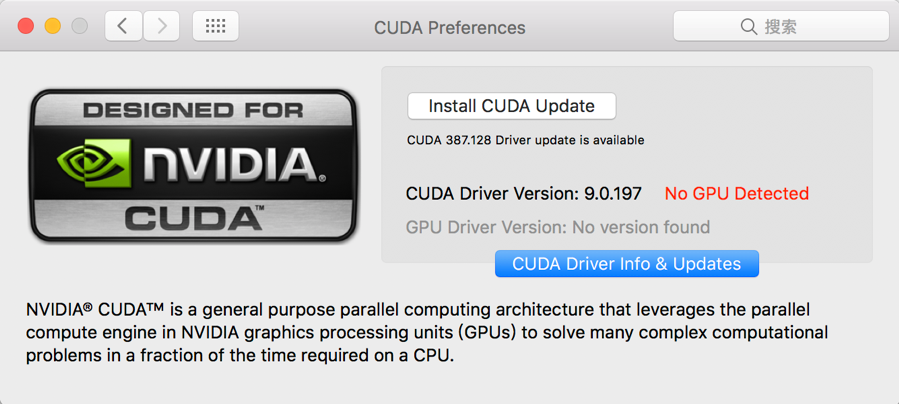 CUDA Preferences
搜索
DESIGNED FOR
NVIDIA®
CUDA™
Install CUDA Update
CUDA 387.128 Driver update is available
CUDA Driver Version: 9.0.197 No GPU Detected
GPU Driver Version: No version found
CUDA Driver Info & Updates
NVIDIA® CUDA™ is a general purpose parallel computing architecture that leverages the parallel
compute engine in NVIDIA graphics processing units (GPUs) to solve many complex computational
problems in a fraction of the time required on a CPU.